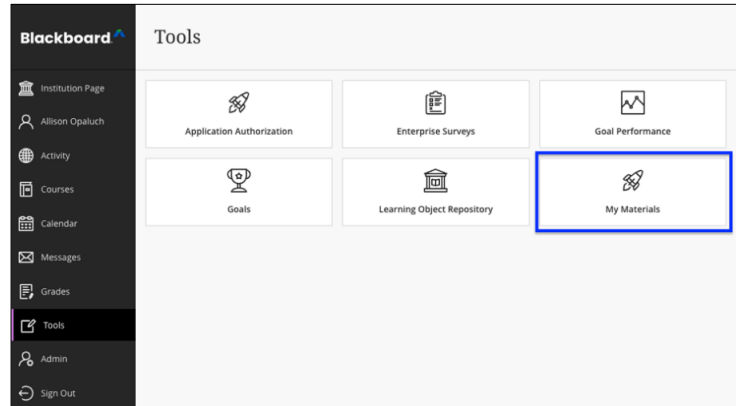 Blackboard
Tools
Institution Page
Allison Opaluch
Activity
Courses
Calendar
Messages
Grades
Tools
Admin
Sign Out
Application Authorization
Enterprise Surveys
Goal Performance
Goals
Learning Object Repository
My Materials